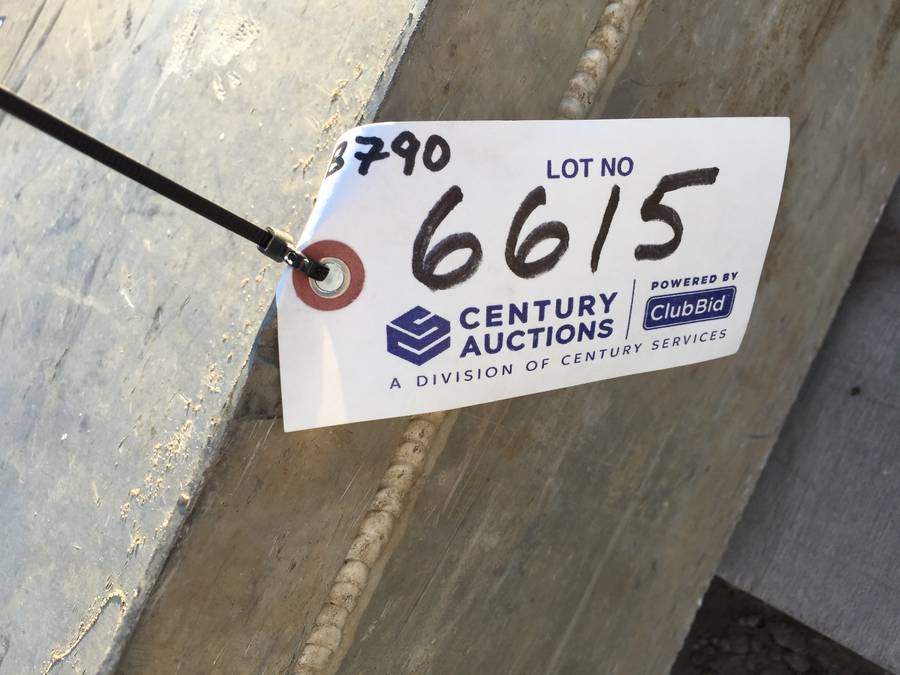 3790
LOT NO
6615
CENTURY AUCTIONS
POWERED BY
ClubBid
A DIVISION OF CENTURY SERVICES